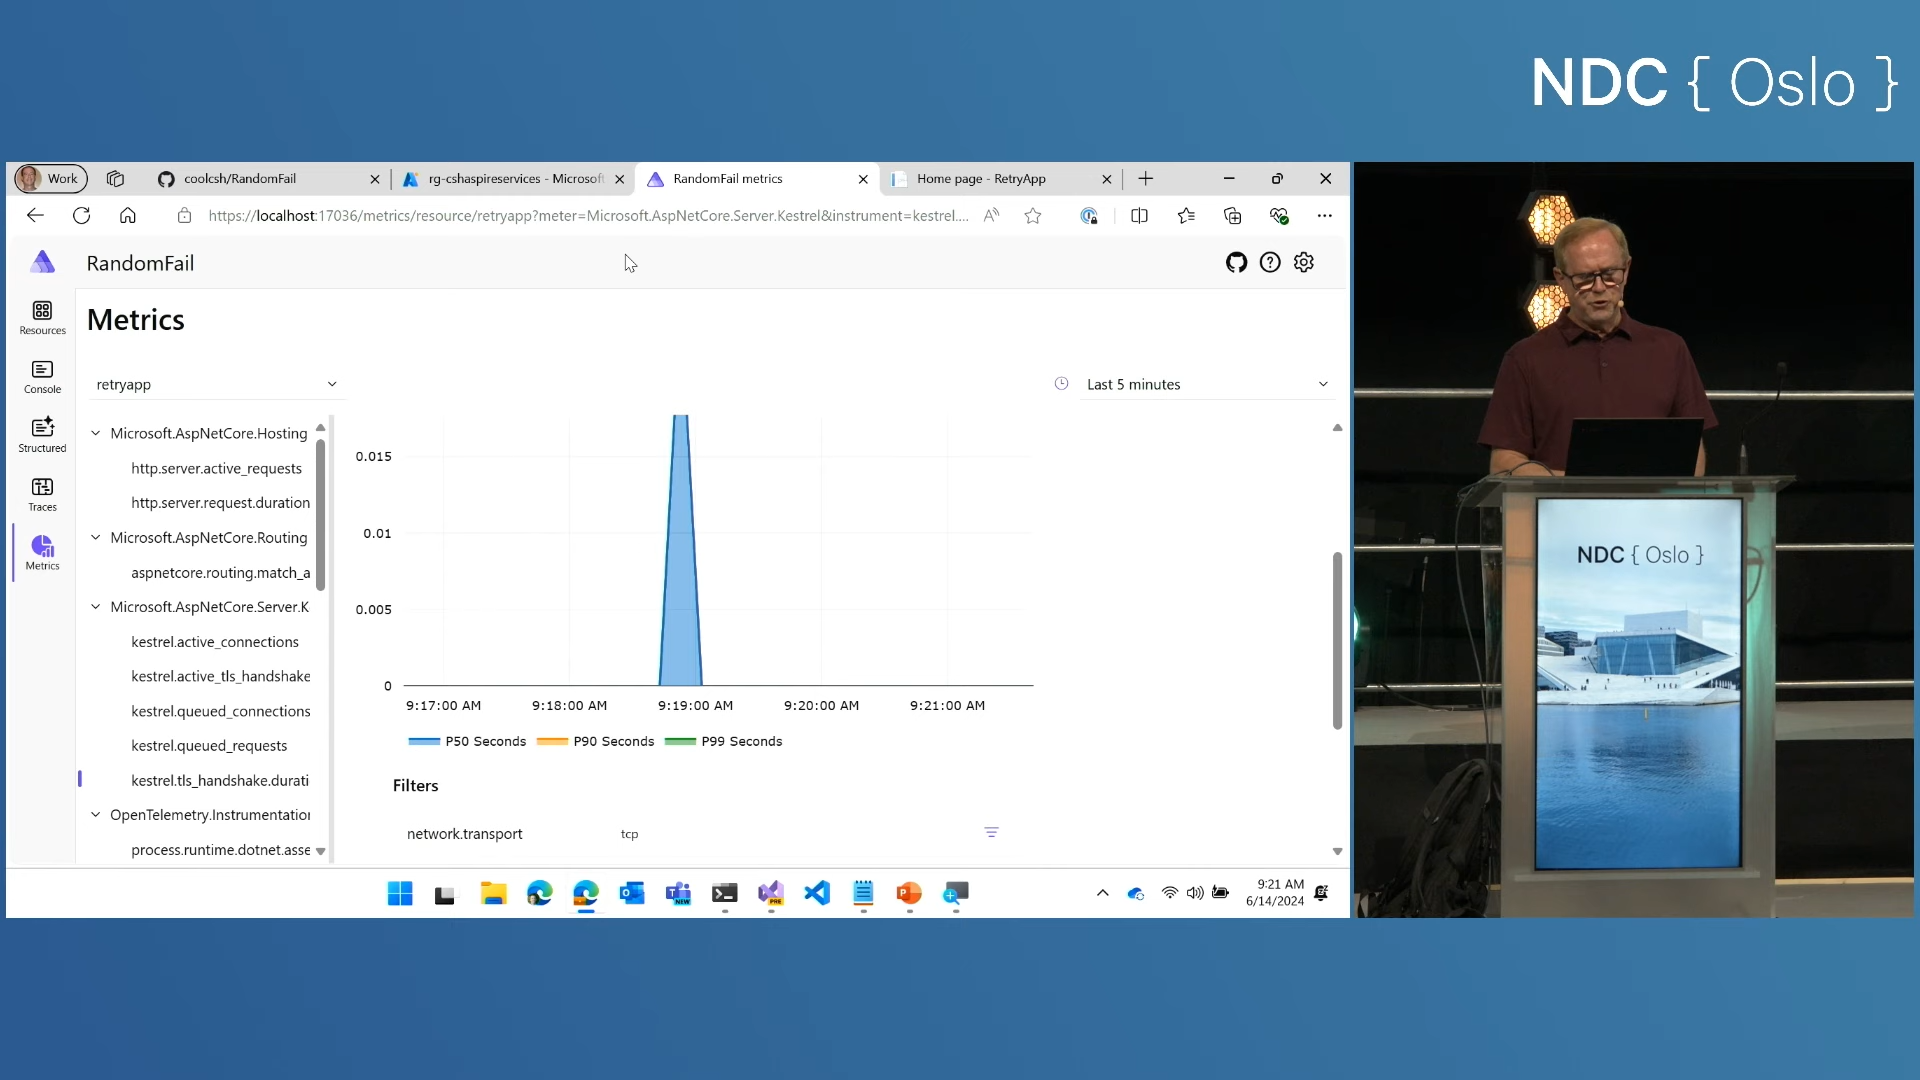 NDC { Oslo }
Work
coolcsh/RandomFail
rg-cshaspireservices - Microsoft
RandomFail metrics
Home page - RetryApp
https://localhost:17036/metrics/resource/retryapp?meter=Microsoft.AspNetCore.Server.Kestrel&instrument=kestrel....
RandomFail
Resources
Console
Structured
Traces
Metrics
Metrics
retryapp
Last 5 minutes
Microsoft.AspNetCore.Hosting
http.server.active_requests
http.server.request.duration
Microsoft.AspNetCore.Routing
aspnetcore.routing.match_a
Microsoft.AspNetCore.Server.K
kestrel.active_connections
kestrel.active_tls_handshake
kestrel.queued_connections
kestrel.queued_requests
kestrel.tls_handshake.durati
OpenTelemetry.Instrumentation
process.runtime.dotnet.asse
0.015
0.01
0.005
0
9:17:00 AM 9:18:00 AM 9:19:00 AM 9:20:00 AM 9:21:00 AM
P50 Seconds P90 Seconds P99 Seconds
Filters
network.transport tcp
9:21 AM
6/14/2024
NDC { Oslo }